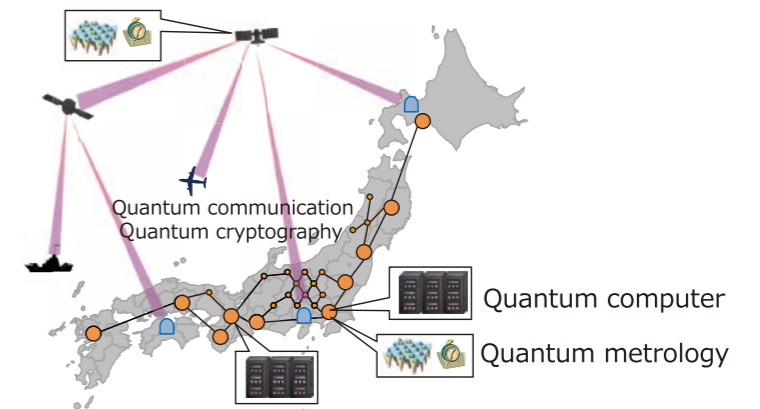 Quantum communication
Quantum cryptography
Quantum computer
Quantum metrology